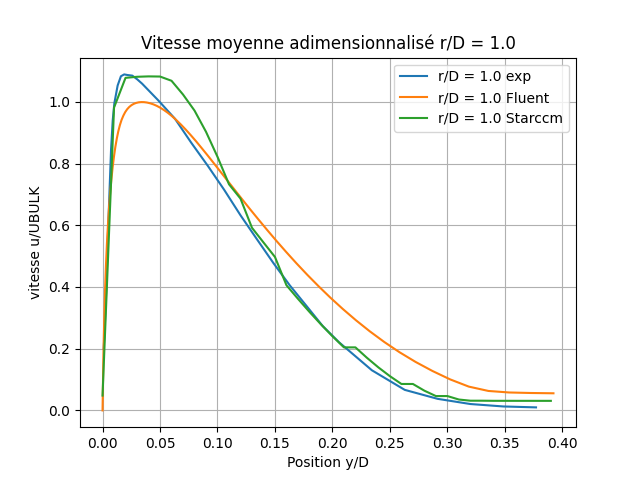 Vitesse moyenne adimensionnalisé r/D = 1.0
r/D = 1.0 exp
r/D = 1.0 Fluent
r/D = 1.0 Starccm
vitesse u/UBULK
1.0
0.8
0.6
0.4
0.2
0.0
0.00 0.05 0.10 0.15 0.20 0.25 0.30 0.35 0.40
Position y/D